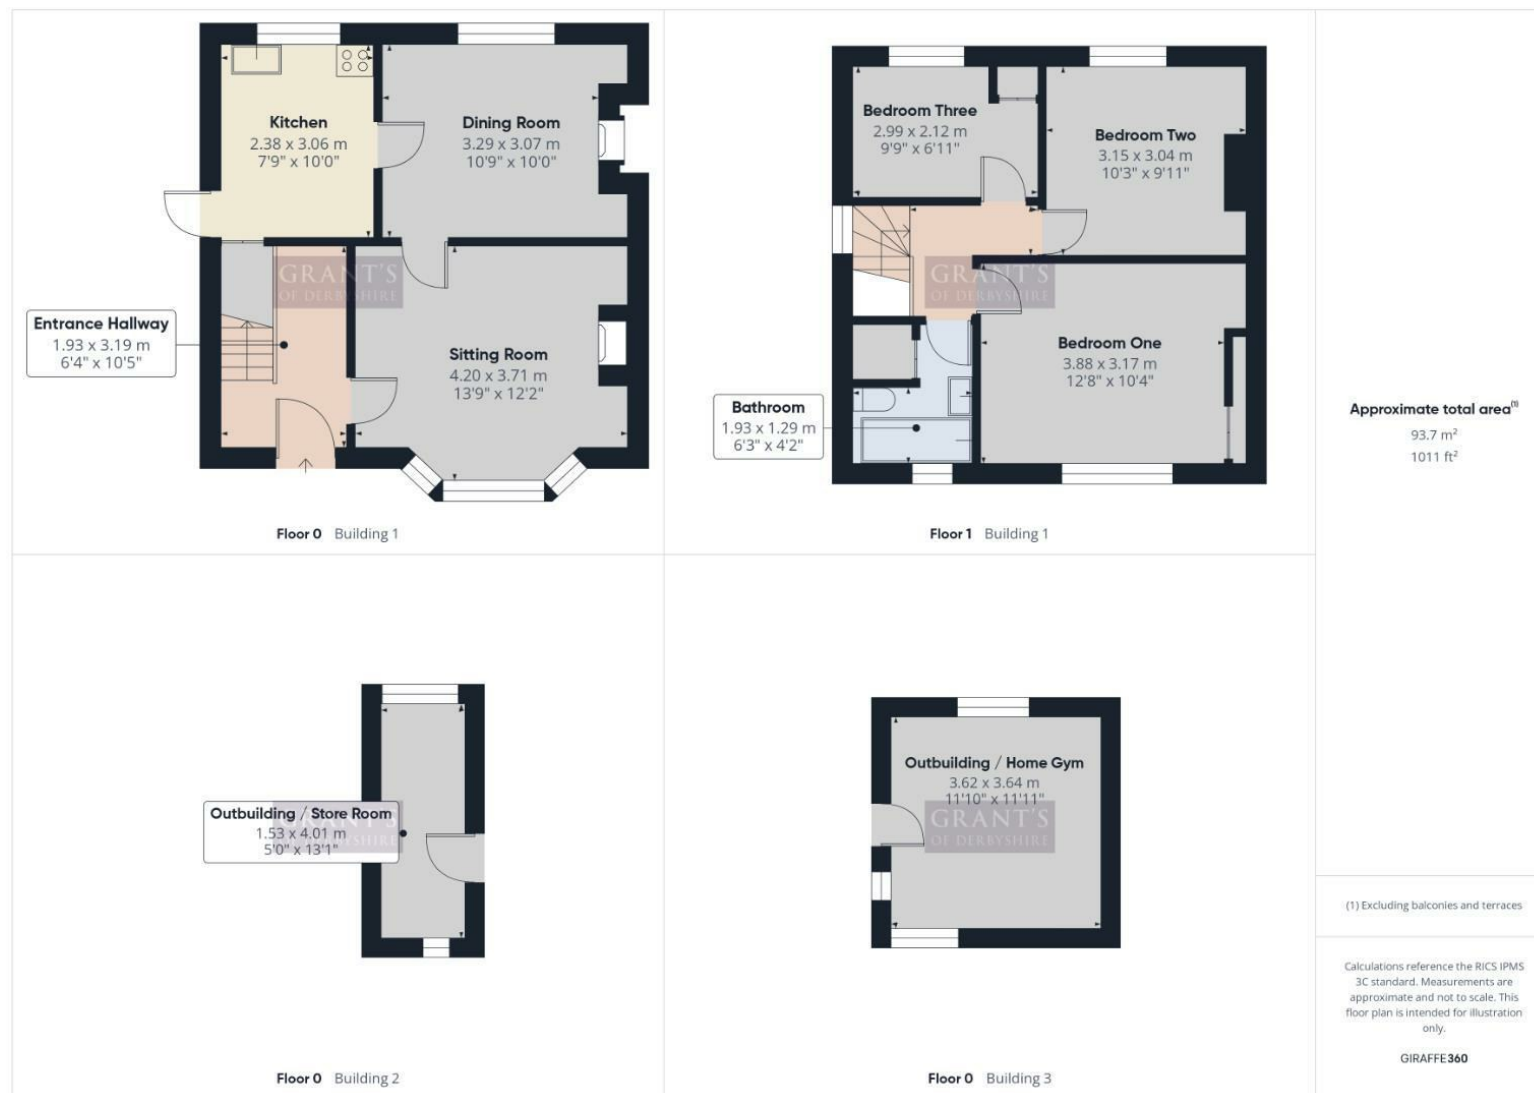 Kitchen
2.38 x 3.06 m
7'9" x 10'0"
Dining Room
3.29 x 3.07 m
10'9" x 10'0"
GRANT'S
OF DERBYSHIRE
Entrance Hallway
1.93 x 3.19 m
6'4" x 10'5"
Sitting Room
4.20 x 3.71 m
13'9" x 12'2"
Floor 0 Building 1
Bedroom Three
2.99 x 2.12 m
9'9" x 6'11"
Bedroom Two
3.15 x 3.04 m
10'3" x 9'11"
GRANT'S
OF DERBYSHIRE
Bedroom One
3.88 x 3.17 m
12'8" x 10'4"
Bathroom
1.93 x 1.29 m
6'3" x 4'2"
Floor 1 Building 1
Approximate total area(1)
93.7 m²
1011 ft²
Outbuilding / Store Room
1.53 x 4.01 m
5'0" x 13'1"
GRANT'S
OF DERBYSHIRE
Floor 0 Building 2
Outbuilding / Home Gym
3.62 x 3.64 m
11'10" x 11'11"
GRANT'S
OF DERBYSHIRE
Floor 0 Building 3
(1) Excluding balconies and terraces
Calculations reference the RICS IPMS
3C standard. Measurements are
approximate and not to scale. This
floor plan is intended for illustration
only.
GIRAFFE360